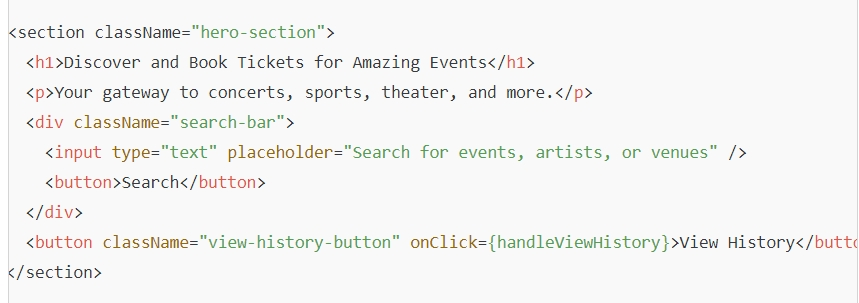 <section className="hero-section">
<h1>Discover and Book Tickets for Amazing Events</h1>
<p>Your gateway to concerts, sports, theater, and more.</p>
<div className="search-bar">
<input type="text" placeholder="Search for events, artists, or venues" />
<button>Search</button>
</div>
<button className="view-history-button" onClick={handleViewHistory}>View History</butto
</section>